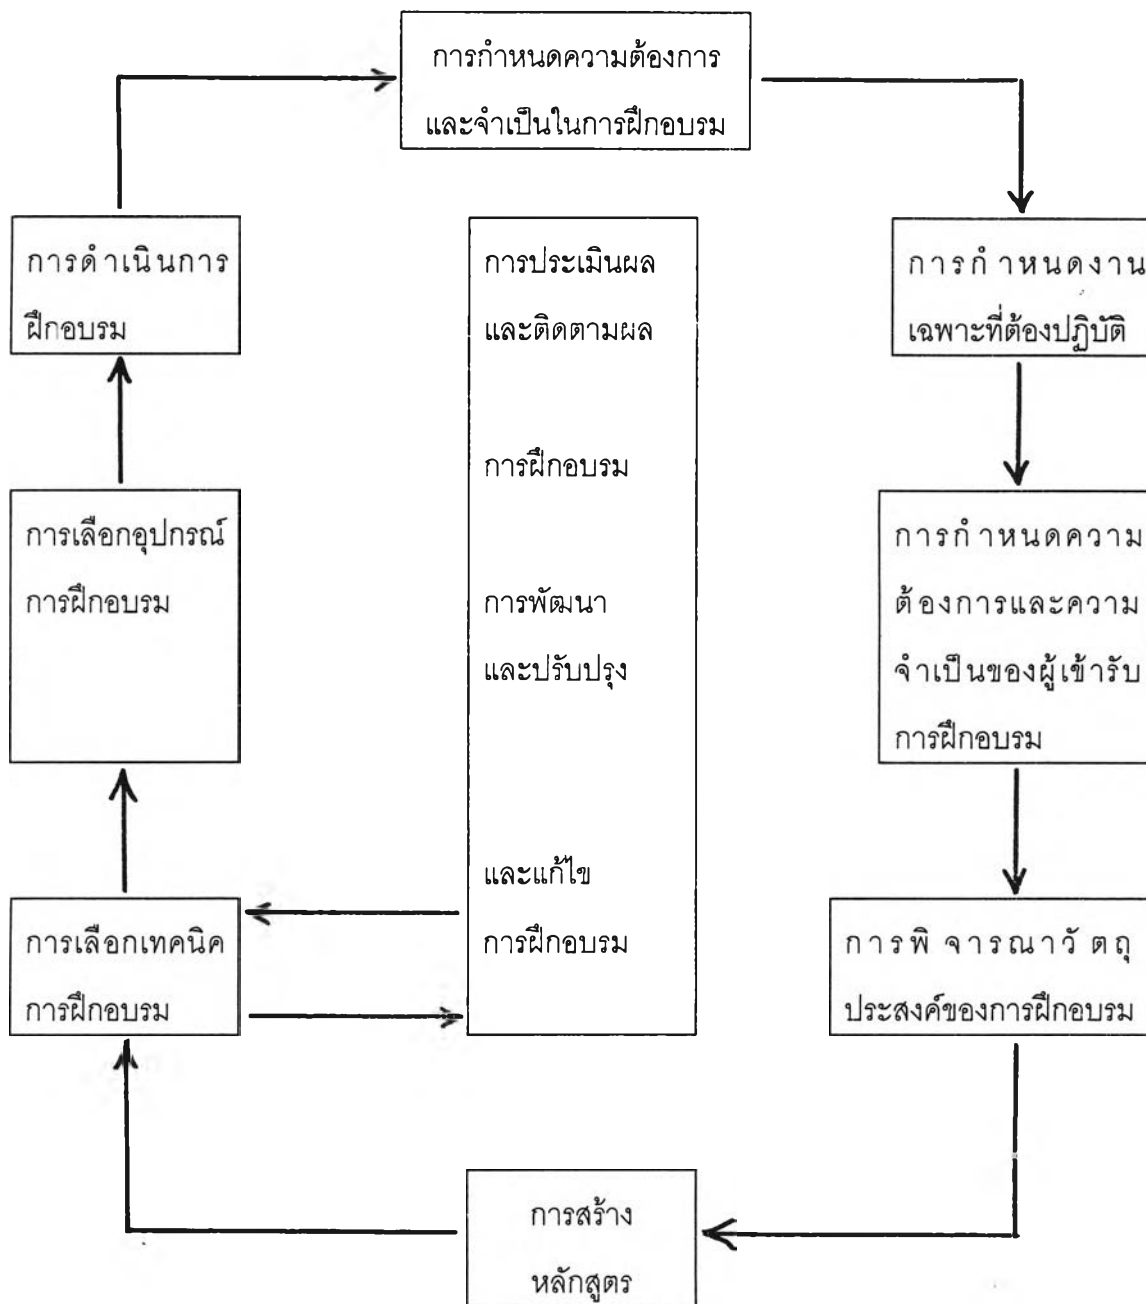 การกำหนดความต้องการ
และจำเป็นในการฝึกอบรม
การดำเนินการ
ฝึกอบรม
การประเมินผล
และติดตามผล
การฝึกอบรม
การพัฒนา
และปรับปรุง
และแก้ไข
การฝึกอบรม
การกำหนดงาน
เฉพาะที่ต้องปฏิบัติ
การเลือกอุปกรณ์
การฝึกอบรม
การกำหนดความ
ต้องการและความ
จำเป็นของผู้เข้ารับ
การฝึกอบรม
การเลือกเทคนิค
การฝึกอบรม
การพิจารณาวัตถุ
ประสงค์ของการฝึกอบรม
การสร้าง
หลักสูตร